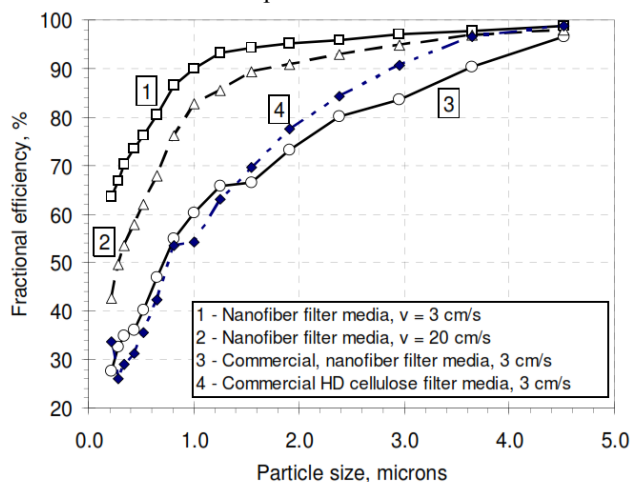 100
90
80
70
60
50
40
30
20
Fractional efficiency, %
1
2
3
4
1 - Nanofiber filter media, v = 3 cm/s
2 - Nanofiber filter media, v = 20 cm/s
3 - Commercial, nanofiber filter media, 3 cm/s
4 - Commercial HD cellulose filter media, 3 cm/s
0.0 1.0 2.0 3.0 4.0 5.0
Particle size, microns